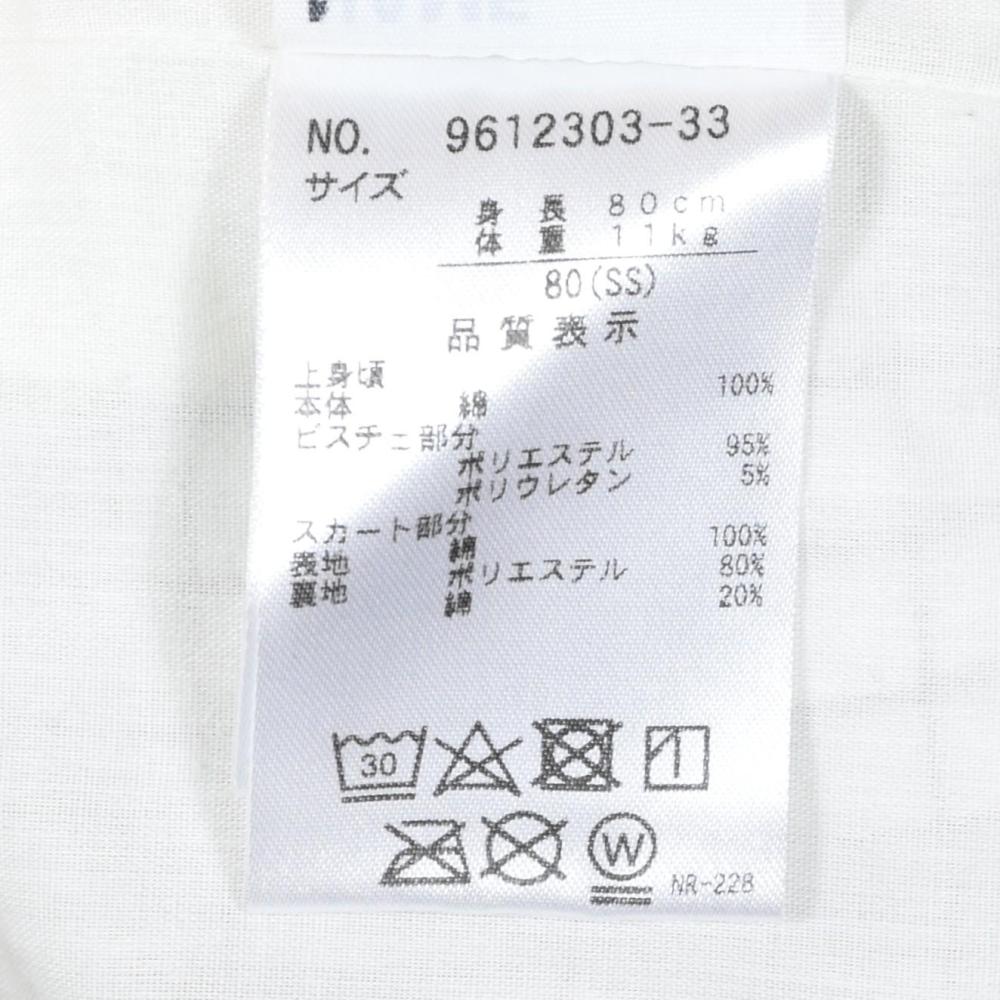 NO. 9612303-33
サイズ
身長 80cm
体重 11kg
80(SS)
品質表示
上身頃
本体 綿 100%
ビスチェ部分
ポリエステル 95%
ポリウレタン 5%
スカート部分
表地 綿 100%
裏地 ポリエステル 80%
綿 20%
30
W
NR-228